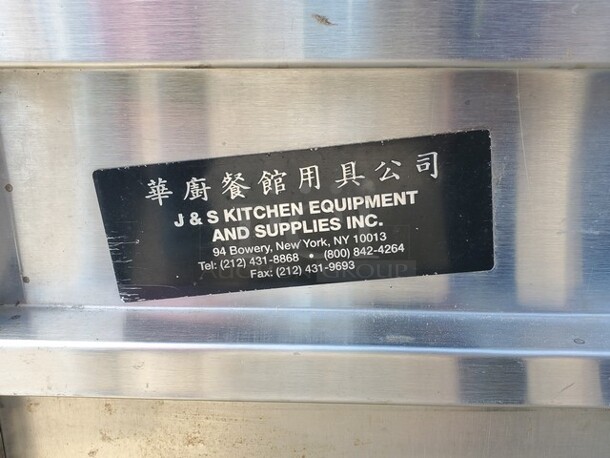 華廚餐館用具公司
J & S KITCHEN EQUIPMENT
AND SUPPLIES INC.
94 Bowery, New York, NY 10013
Tel: (212) 431-8868 • (800) 842-4264
Fax: (212) 431-9693